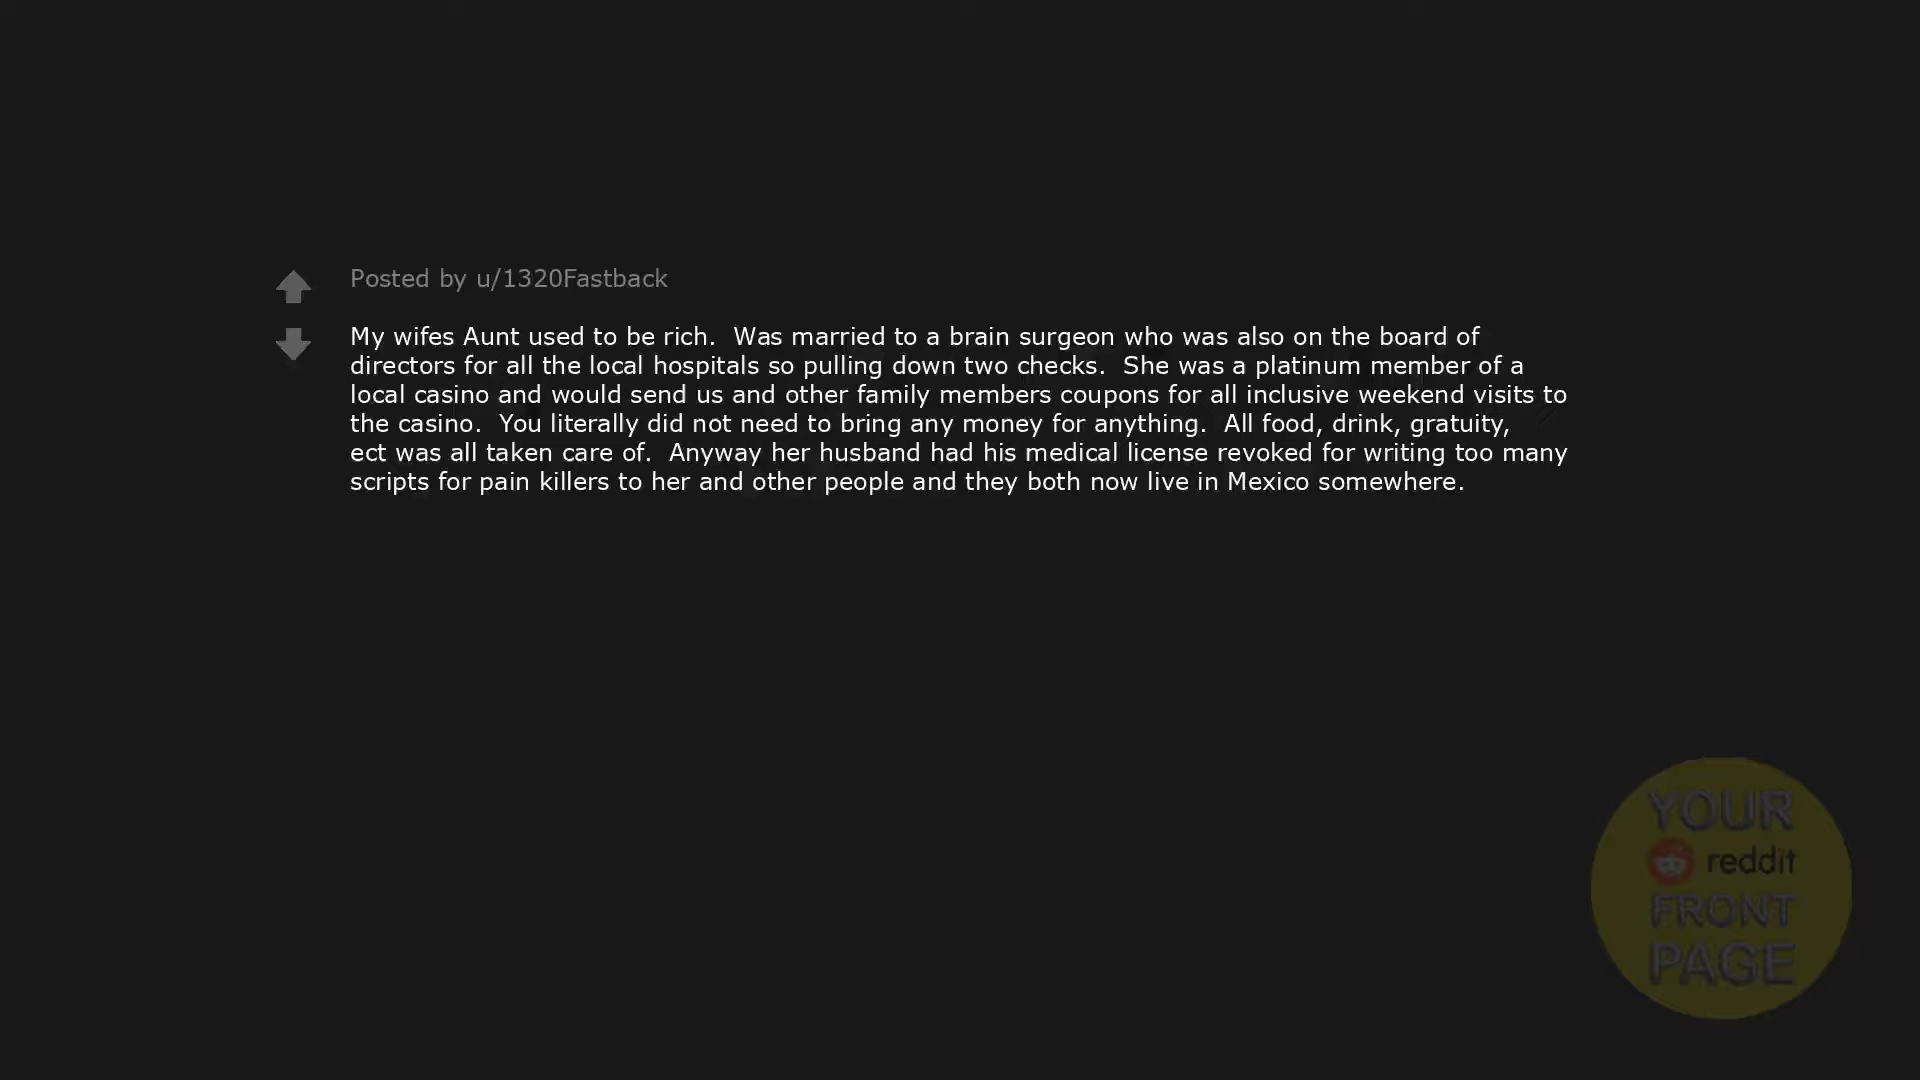 Posted by u/1320Fastback
My wifes Aunt used to be rich.  Was married to a brain surgeon who was also on the board of
directors for all the local hospitals so pulling down two checks.  She was a platinum member of a
local casino and would send us and other family members coupons for all inclusive weekend visits to
the casino.  You literally did not need to bring any money for anything.  All food, drink, gratuity,
ect was all taken care of.  Anyway her husband had his medical license revoked for writing too many
scripts for pain killers to her and other people and they both now live in Mexico somewhere.
YOUR
reddit
FRONT
PAGE